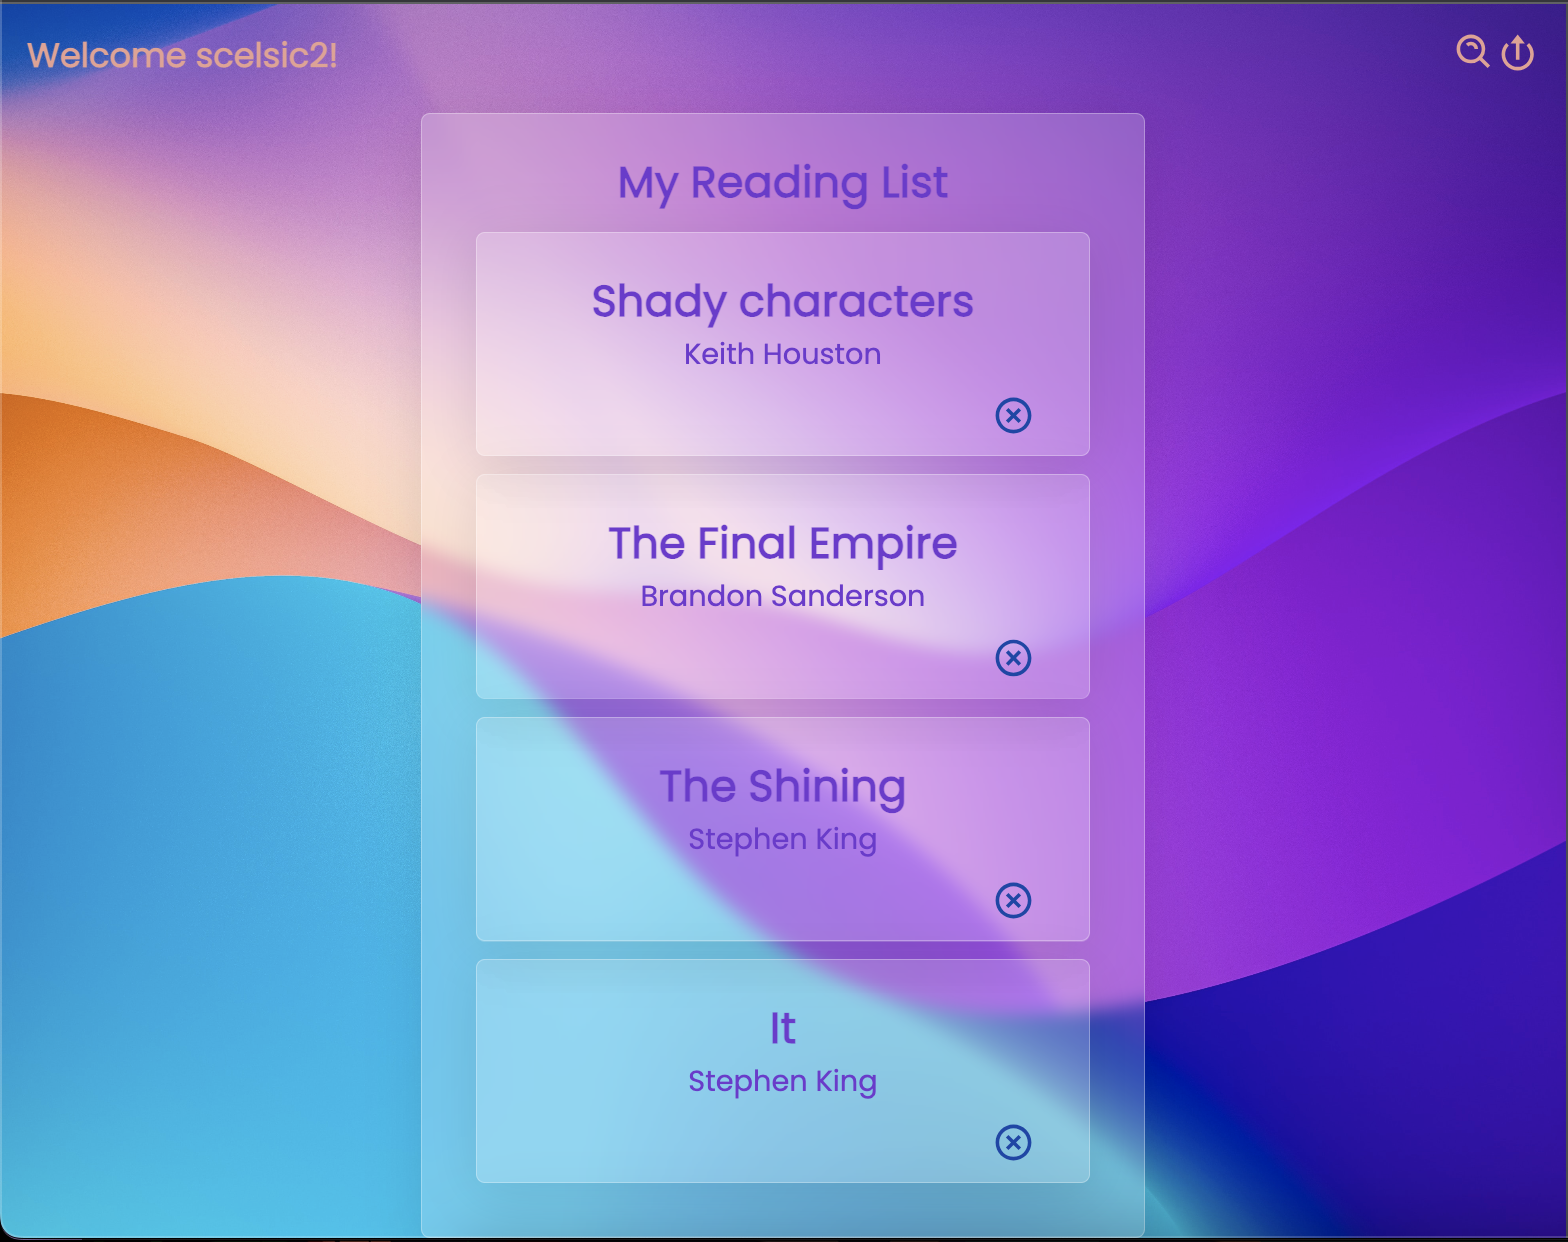 Welcome scelsic2!
My Reading List
Shady characters
Keith Houston
The Final Empire
Brandon Sanderson
The Shining
Stephen King
It
Stephen King